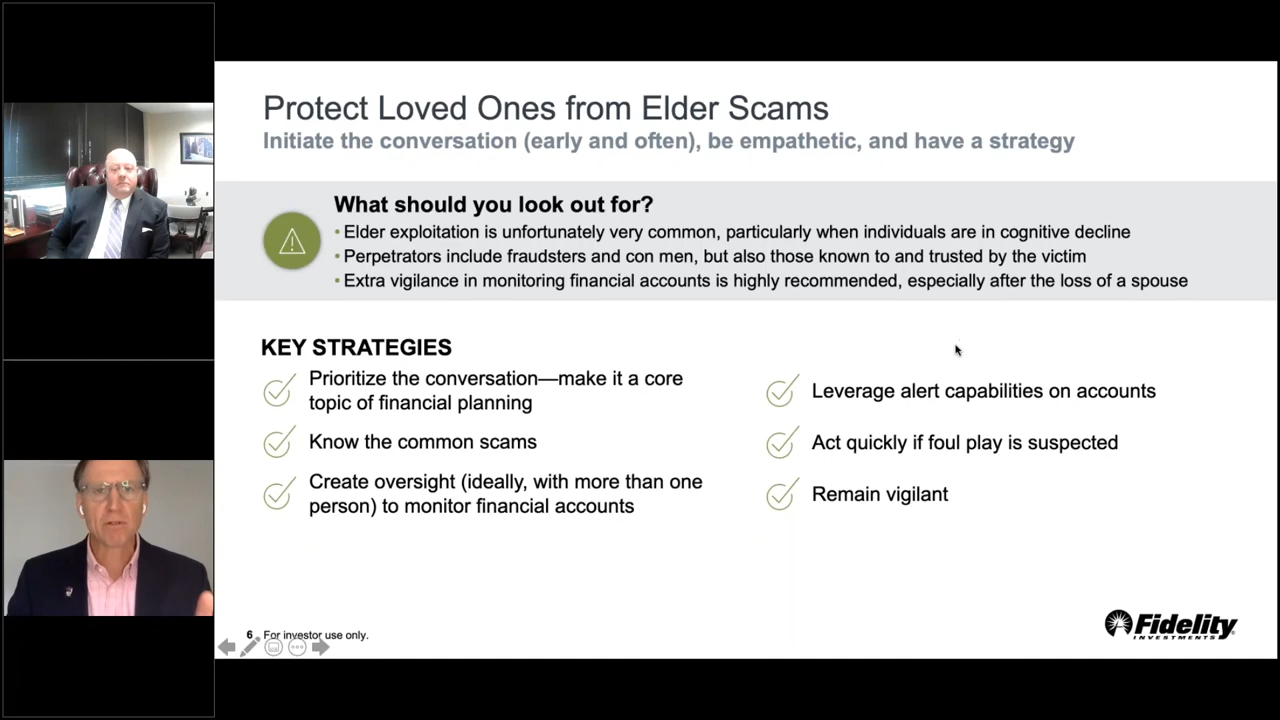 Protect Loved Ones from Elder Scams
Initiate the conversation (early and often), be empathetic, and have a strategy
What should you look out for?
• Elder exploitation is unfortunately very common, particularly when individuals are in cognitive decline
• Perpetrators include fraudsters and con men, but also those known to and trusted by the victim
• Extra vigilance in monitoring financial accounts is highly recommended, especially after the loss of a spouse
KEY STRATEGIES
Prioritize the conversation—make it a core
topic of financial planning
Know the common scams
Create oversight (ideally, with more than one
person) to monitor financial accounts
Leverage alert capabilities on accounts
Act quickly if foul play is suspected
Remain vigilant
6 For investor use only.
Fidelity
INVESTMENTS